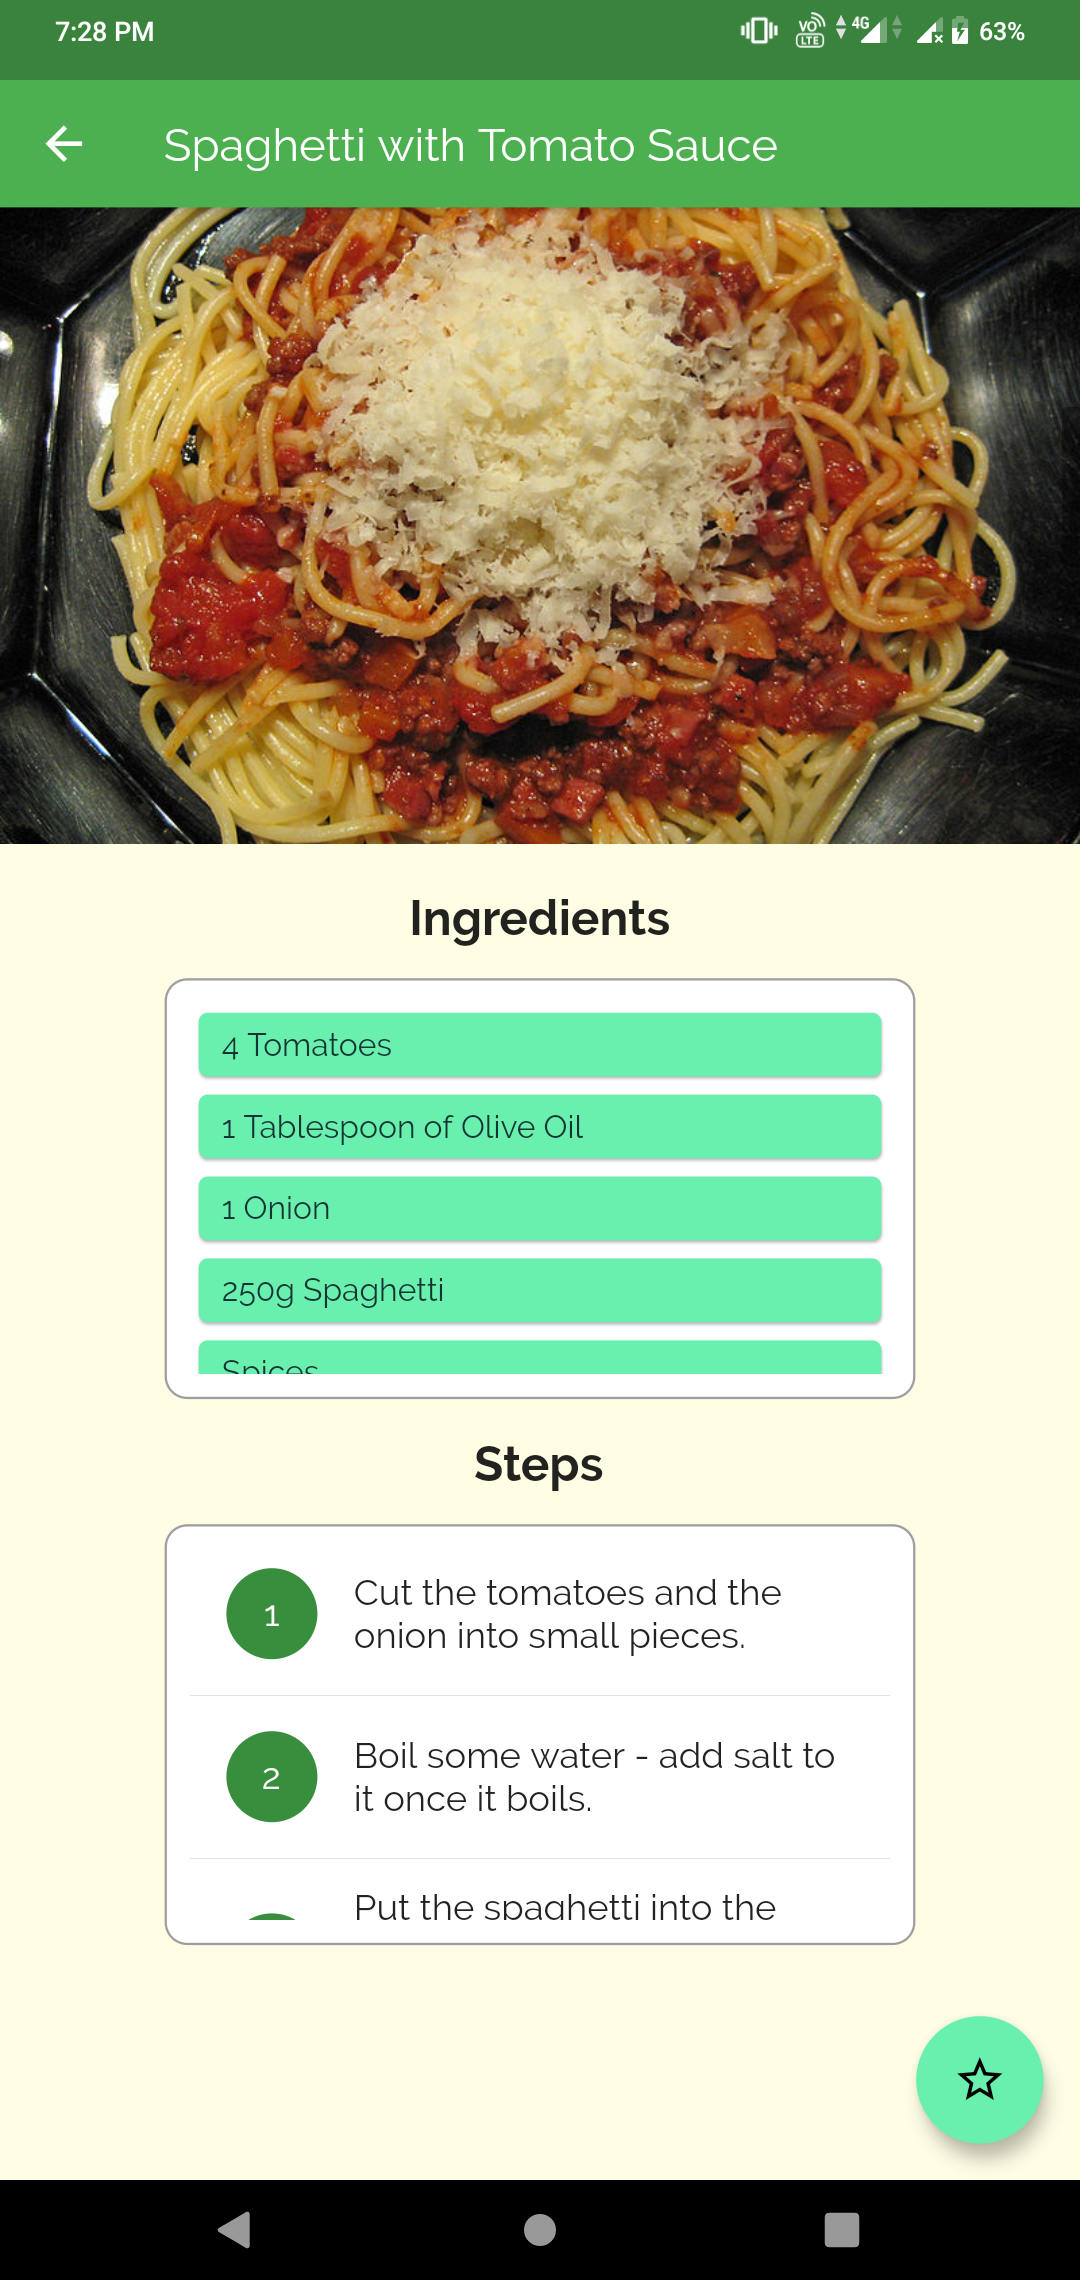 7:28 PM
VO LTE
4G
63%
Spaghetti with Tomato Sauce
Ingredients
4 Tomatoes
1 Tablespoon of Olive Oil
1 Onion
250g Spaghetti
Spices
Steps
1
Cut the tomatoes and the
onion into small pieces.
2
Boil some water - add salt to
it once it boils.
Put the spaghetti into the